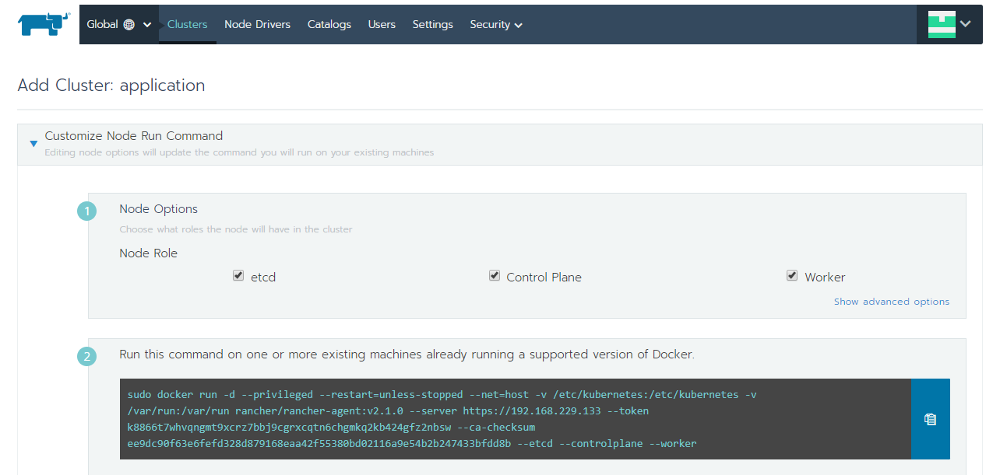 Global Clusters Node Drivers Catalogs Users Settings Security
Add Cluster: application
Customize Node Run Command
Editing node options will update the command you will run on your existing machines
1 Node Options
Choose what roles the node will have in the cluster
Node Role
etcd Control Plane Worker
Show advanced options
2 Run this command on one or more existing machines already running a supported version of Docker.
sudo docker run -d --privileged --restart=unless-stopped --net=host -v /etc/kubernetes:/etc/kubernetes -v
/var/run:/var/run rancher/rancher-agent:v2.1.0 --server https://192.168.229.133 --token
k8866t7whvqngmt9xcrz7bbj9cgrxcqtn6chgmkq2kb424gfz2nbsw --ca-checksum
ee9dc90f63e6fefd328d879168eaa42f55380bd02116a9e54b2b247433bfdd8b --etcd --controlplane --worker